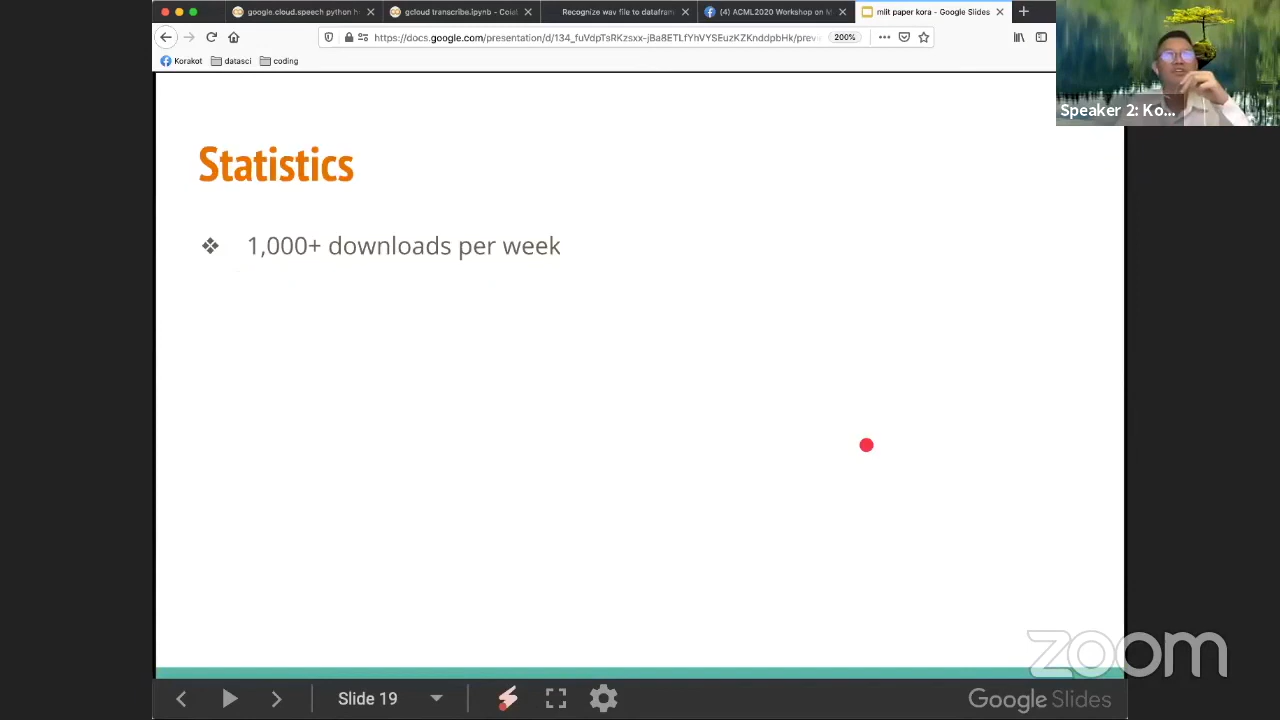 google.cloud.speech python h
gcloud transcribe.ipynb - Colal
Recognize wav file to datafram
(4) ACML2020 Workshop on M
mlit paper kora - Google Slides
https://docs.google.com/presentation/d/134_fuVdpTsRKzsxx-jBa8ETLfYhVYSEuzKZKnddpbHk/prev
200%
Korakot
datasci
coding
Speaker 2: Ko...
Statistics
1,000+ downloads per week
zoom
Slide 19
Google Slides